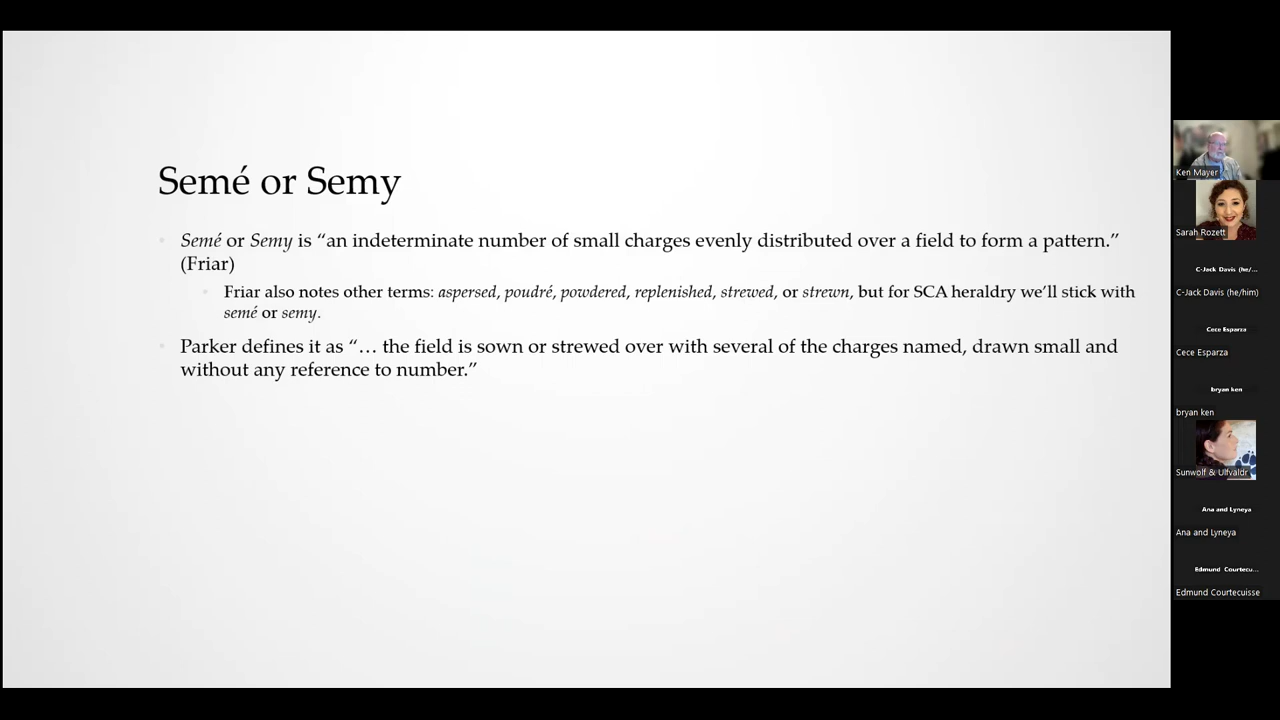 Semé or Semy
Semé or Semy is “an indeterminate number of small charges evenly distributed over a field to form a pattern.”
(Friar)
Friar also notes other terms: aspersed, poudré, powdered, replenished, strewed, or strewn, but for SCA heraldry we’ll stick with
semé or semy.
Parker defines it as “… the field is sown or strewed over with several of the charges named, drawn small and
without any reference to number.”
Ken Mayer
Sarah Rozett
C-Jack Davis (he/...
C-Jack Davis (he/him)
Cece Esparza
Cece Esparza
bryan ken
bryan ken
Sunwolf & Ulfvaldr
Ana and Lyneya
Ana and Lyneya
Edmund Courtecu...
Edmund Courtecuisse